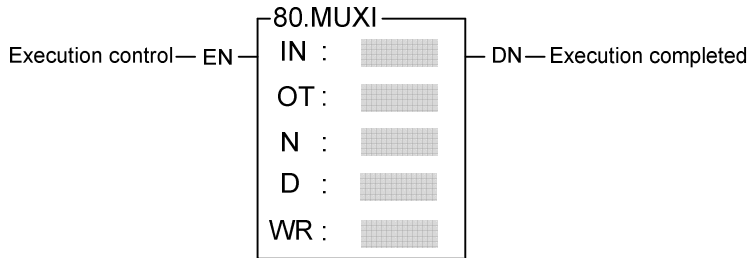 80.MUXI
Execution control EN IN : DN Execution completed
OT :
N :
D :
WR :